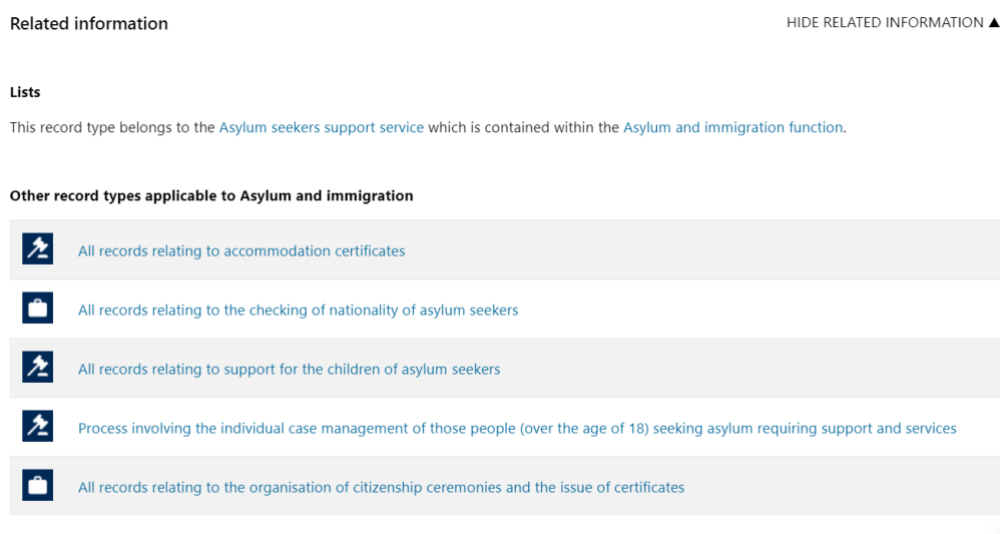 Related information
HIDE RELATED INFORMATION ▲
Lists
This record type belongs to the Asylum seekers support service which is contained within the Asylum and immigration function.
Other record types applicable to Asylum and immigration
All records relating to accommodation certificates
All records relating to the checking of nationality of asylum seekers
All records relating to support for the children of asylum seekers
Process involving the individual case management of those people (over the age of 18) seeking asylum requiring support and services
All records relating to the organisation of citizenship ceremonies and the issue of certificates